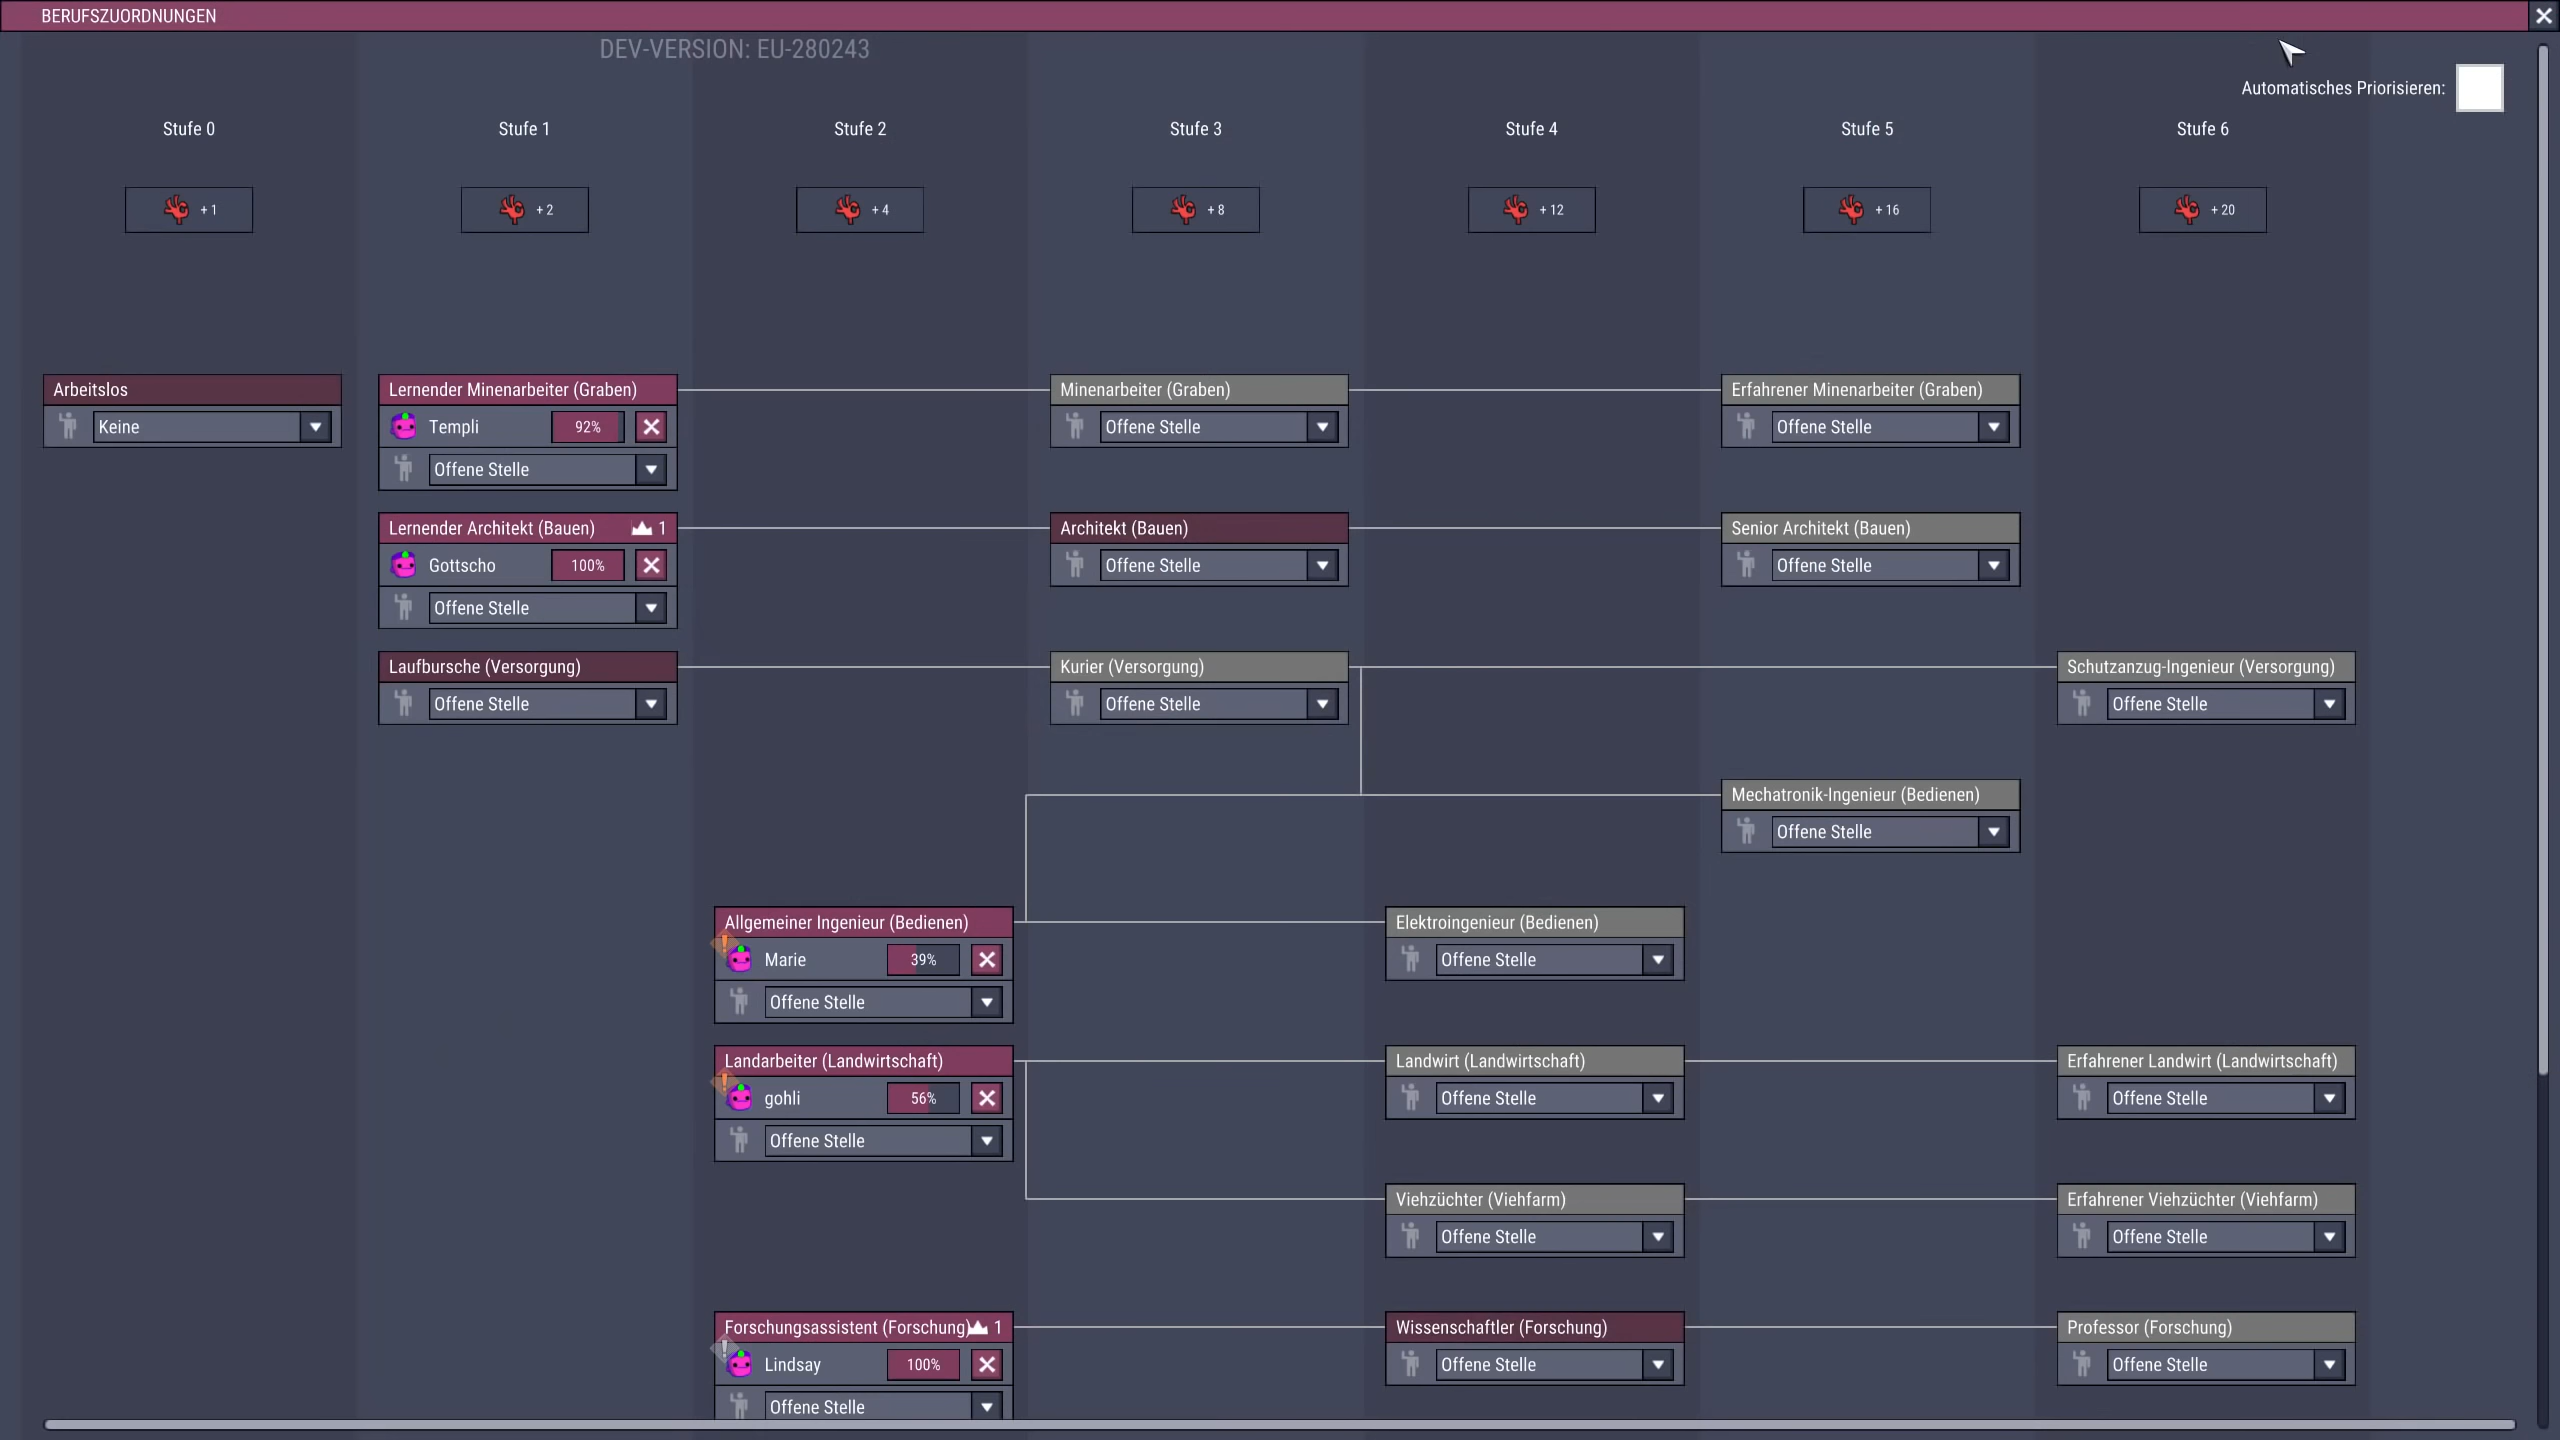 BERUFSZUORDNUNGEN
DEV-VERSION: EU-280243
Automatisches Priorisieren:
Stufe 0 Stufe 1 Stufe 2 Stufe 3 Stufe 4 Stufe 5 Stufe 6
+ 1 + 2 + 4 + 8 + 12 + 16 + 20
Arbeitslos Lernender Minenarbeiter (Graben) Minenarbeiter (Graben) Erfahrener Minenarbeiter (Graben)
Keine Templi 92% Offene Stelle Offene Stelle
Offene Stelle
Lernender Architekt (Bauen) 1 Architekt (Bauen) Senior Architekt (Bauen)
Gottscho 100% Offene Stelle Offene Stelle
Offene Stelle
Laufbursche (Versorgung) Kurier (Versorgung) Schutzanzug-Ingenieur (Versorgung)
Offene Stelle Offene Stelle Offene Stelle
Mechatronik-Ingenieur (Bedienen)
Offene Stelle
Allgemeiner Ingenieur (Bedienen) Elektroingenieur (Bedienen)
Marie 39% Offene Stelle
Offene Stelle
Landarbeiter (Landwirtschaft) Landwirt (Landwirtschaft) Erfahrener Landwirt (Landwirtschaft)
gohli 56% Offene Stelle Offene Stelle
Offene Stelle
Viehzüchter (Viehfarm) Erfahrener Viehzüchter (Viehfarm)
Offene Stelle Offene Stelle
Forschungsassistent (Forschung) 1 Wissenschaftler (Forschung) Professor (Forschung)
Lindsay 100% Offene Stelle Offene Stelle
Offene Stelle